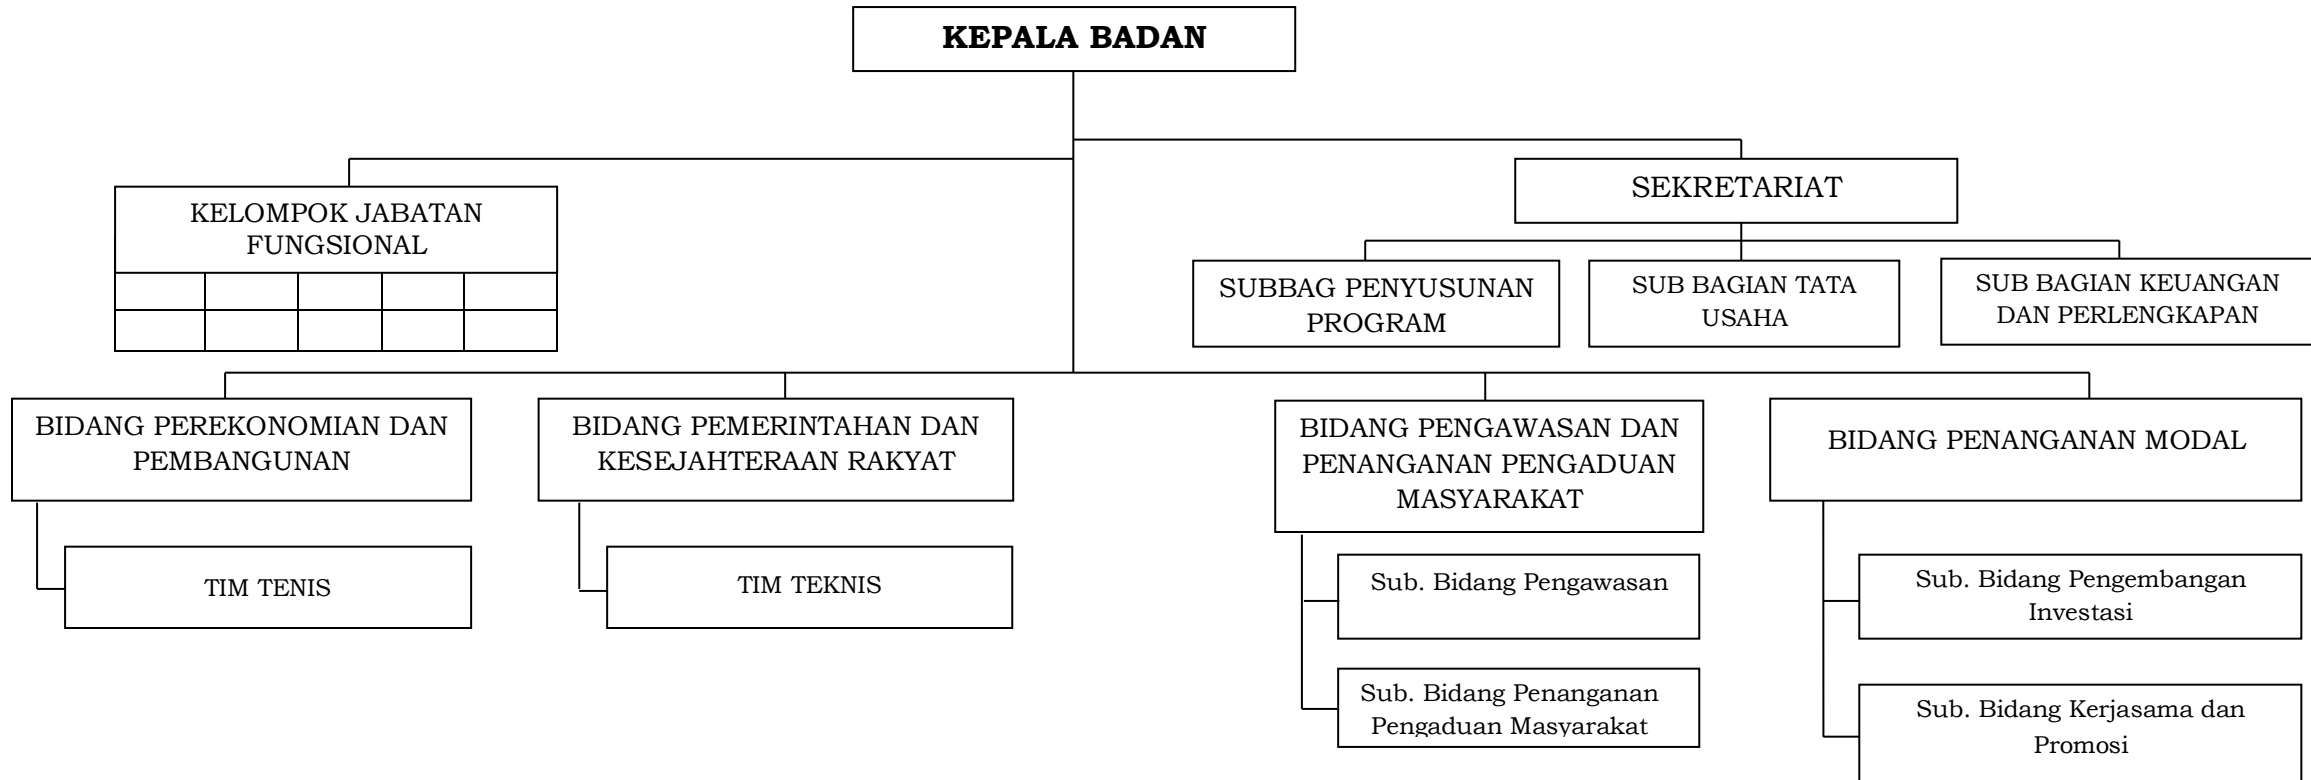 KEPALA BADAN
KELOMPOK JABATAN
FUNGSIONAL
SEKRETARIAT
SUBBAG PENYUSUNAN
PROGRAM
SUB BAGIAN TATA
USAHA
SUB BAGIAN KEUANGAN
DAN PERLENGKAPAN
BIDANG PEREKONOMIAN DAN
PEMBANGUNAN
TIM TENIS
BIDANG PEMERINTAHAN DAN
KESEJAHTERAAN RAKYAT
TIM TEKNIS
BIDANG PENGAWASAN DAN
PENANGANAN PENGADUAN
MASYARAKAT
Sub. Bidang Pengawasan
Sub. Bidang Penanganan
Pengaduan Masyarakat
BIDANG PENANGANAN MODAL
Sub. Bidang Pengembangan
Investasi
Sub. Bidang Kerjasama dan
Promosi